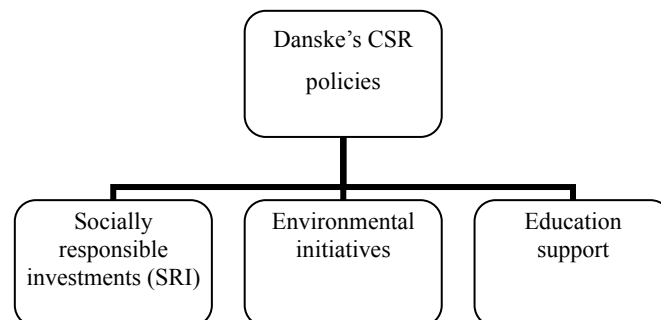 Danske’s CSR
policies
Socially
responsible
investments (SRI)
Environmental
initiatives
Education
support